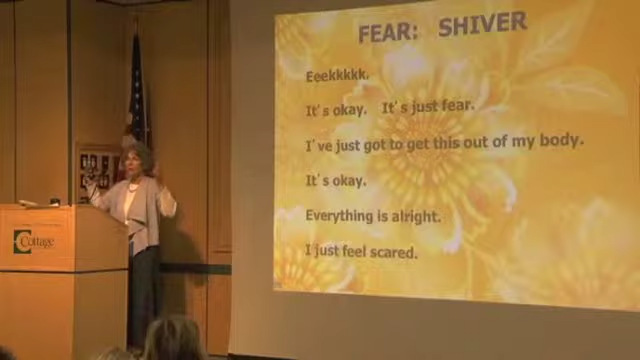 FEAR: SHIVER
Eeekkkkk.
It's okay. It's just fear.
I've just got to get this out of my body.
It's okay.
Everything is alright.
I just feel scared.
Cottage